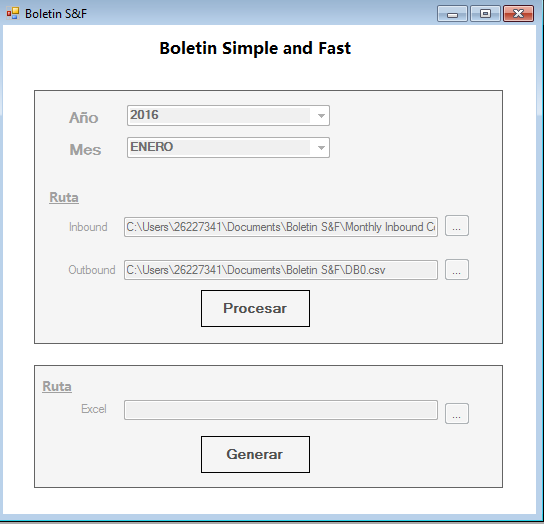 Boletin S&F
Boletin Simple and Fast
Año 2016
Mes ENERO
Ruta
Inbound C:\Users\26227341\Documents\Boletin S&F\Monthly Inbound ...
Outbound C:\Users\26227341\Documents\Boletin S&F\DB0.csv ...
Procesar
Ruta
Excel ...
Generar